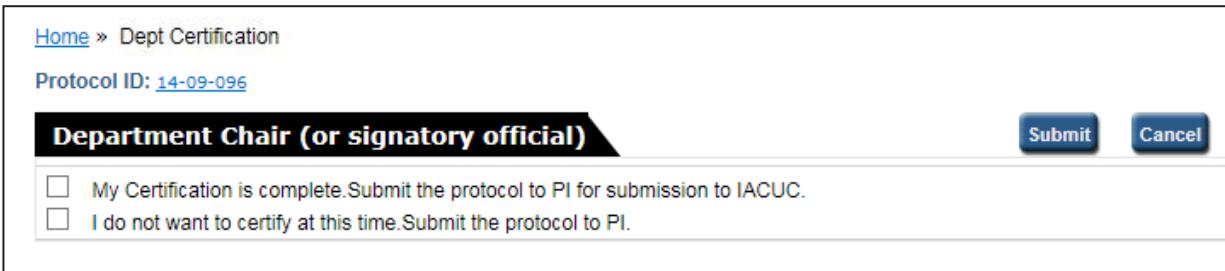 Home » Dept Certification
Protocol ID: 14-09-096
Department Chair (or signatory official) Submit Cancel
My Certification is complete.Submit the protocol to PI for submission to IACUC.
I do not want to certify at this time.Submit the protocol to PI.